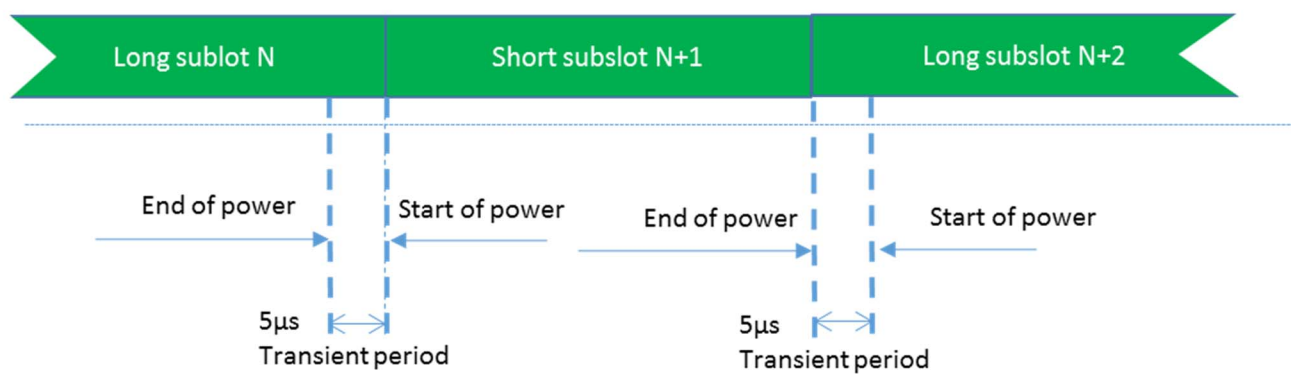 Long sublot N
Short subslot N+1
Long subslot N+2
End of power
Start of power
End of power
Start of power
5µs
Transient period
5µs
Transient period